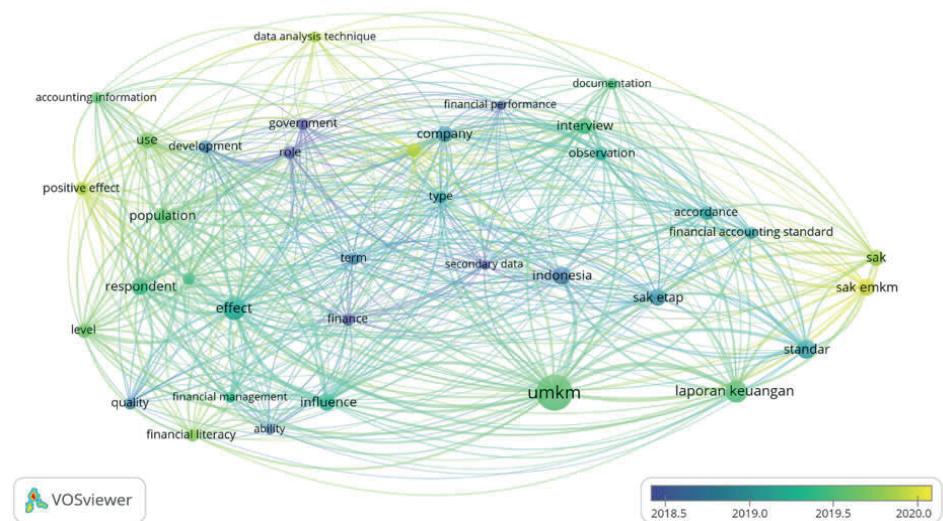 data analysis technique
accounting information
documentation
financial performance
government
interview
company
use
development
role
observation
positive effect
type
population
accordance
financial accounting standard
term
secondary data
indonesia
sak
respondent
sak emkm
sak etap
effect
finance
level
standar
umkm
laporan keuangan
quality
financial management
influence
ability
financial literacy
VOSviewer
2018.5 2019.0 2019.5 2020.0